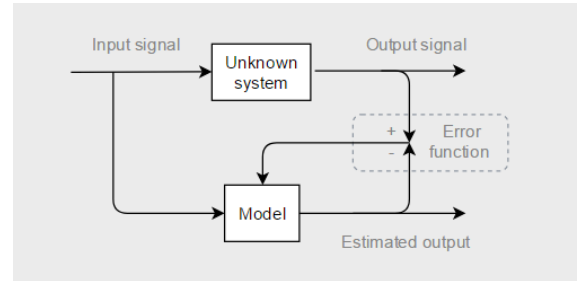 Input signal
Unknown
system
Output signal
+
-
Error
function
Model
Estimated output